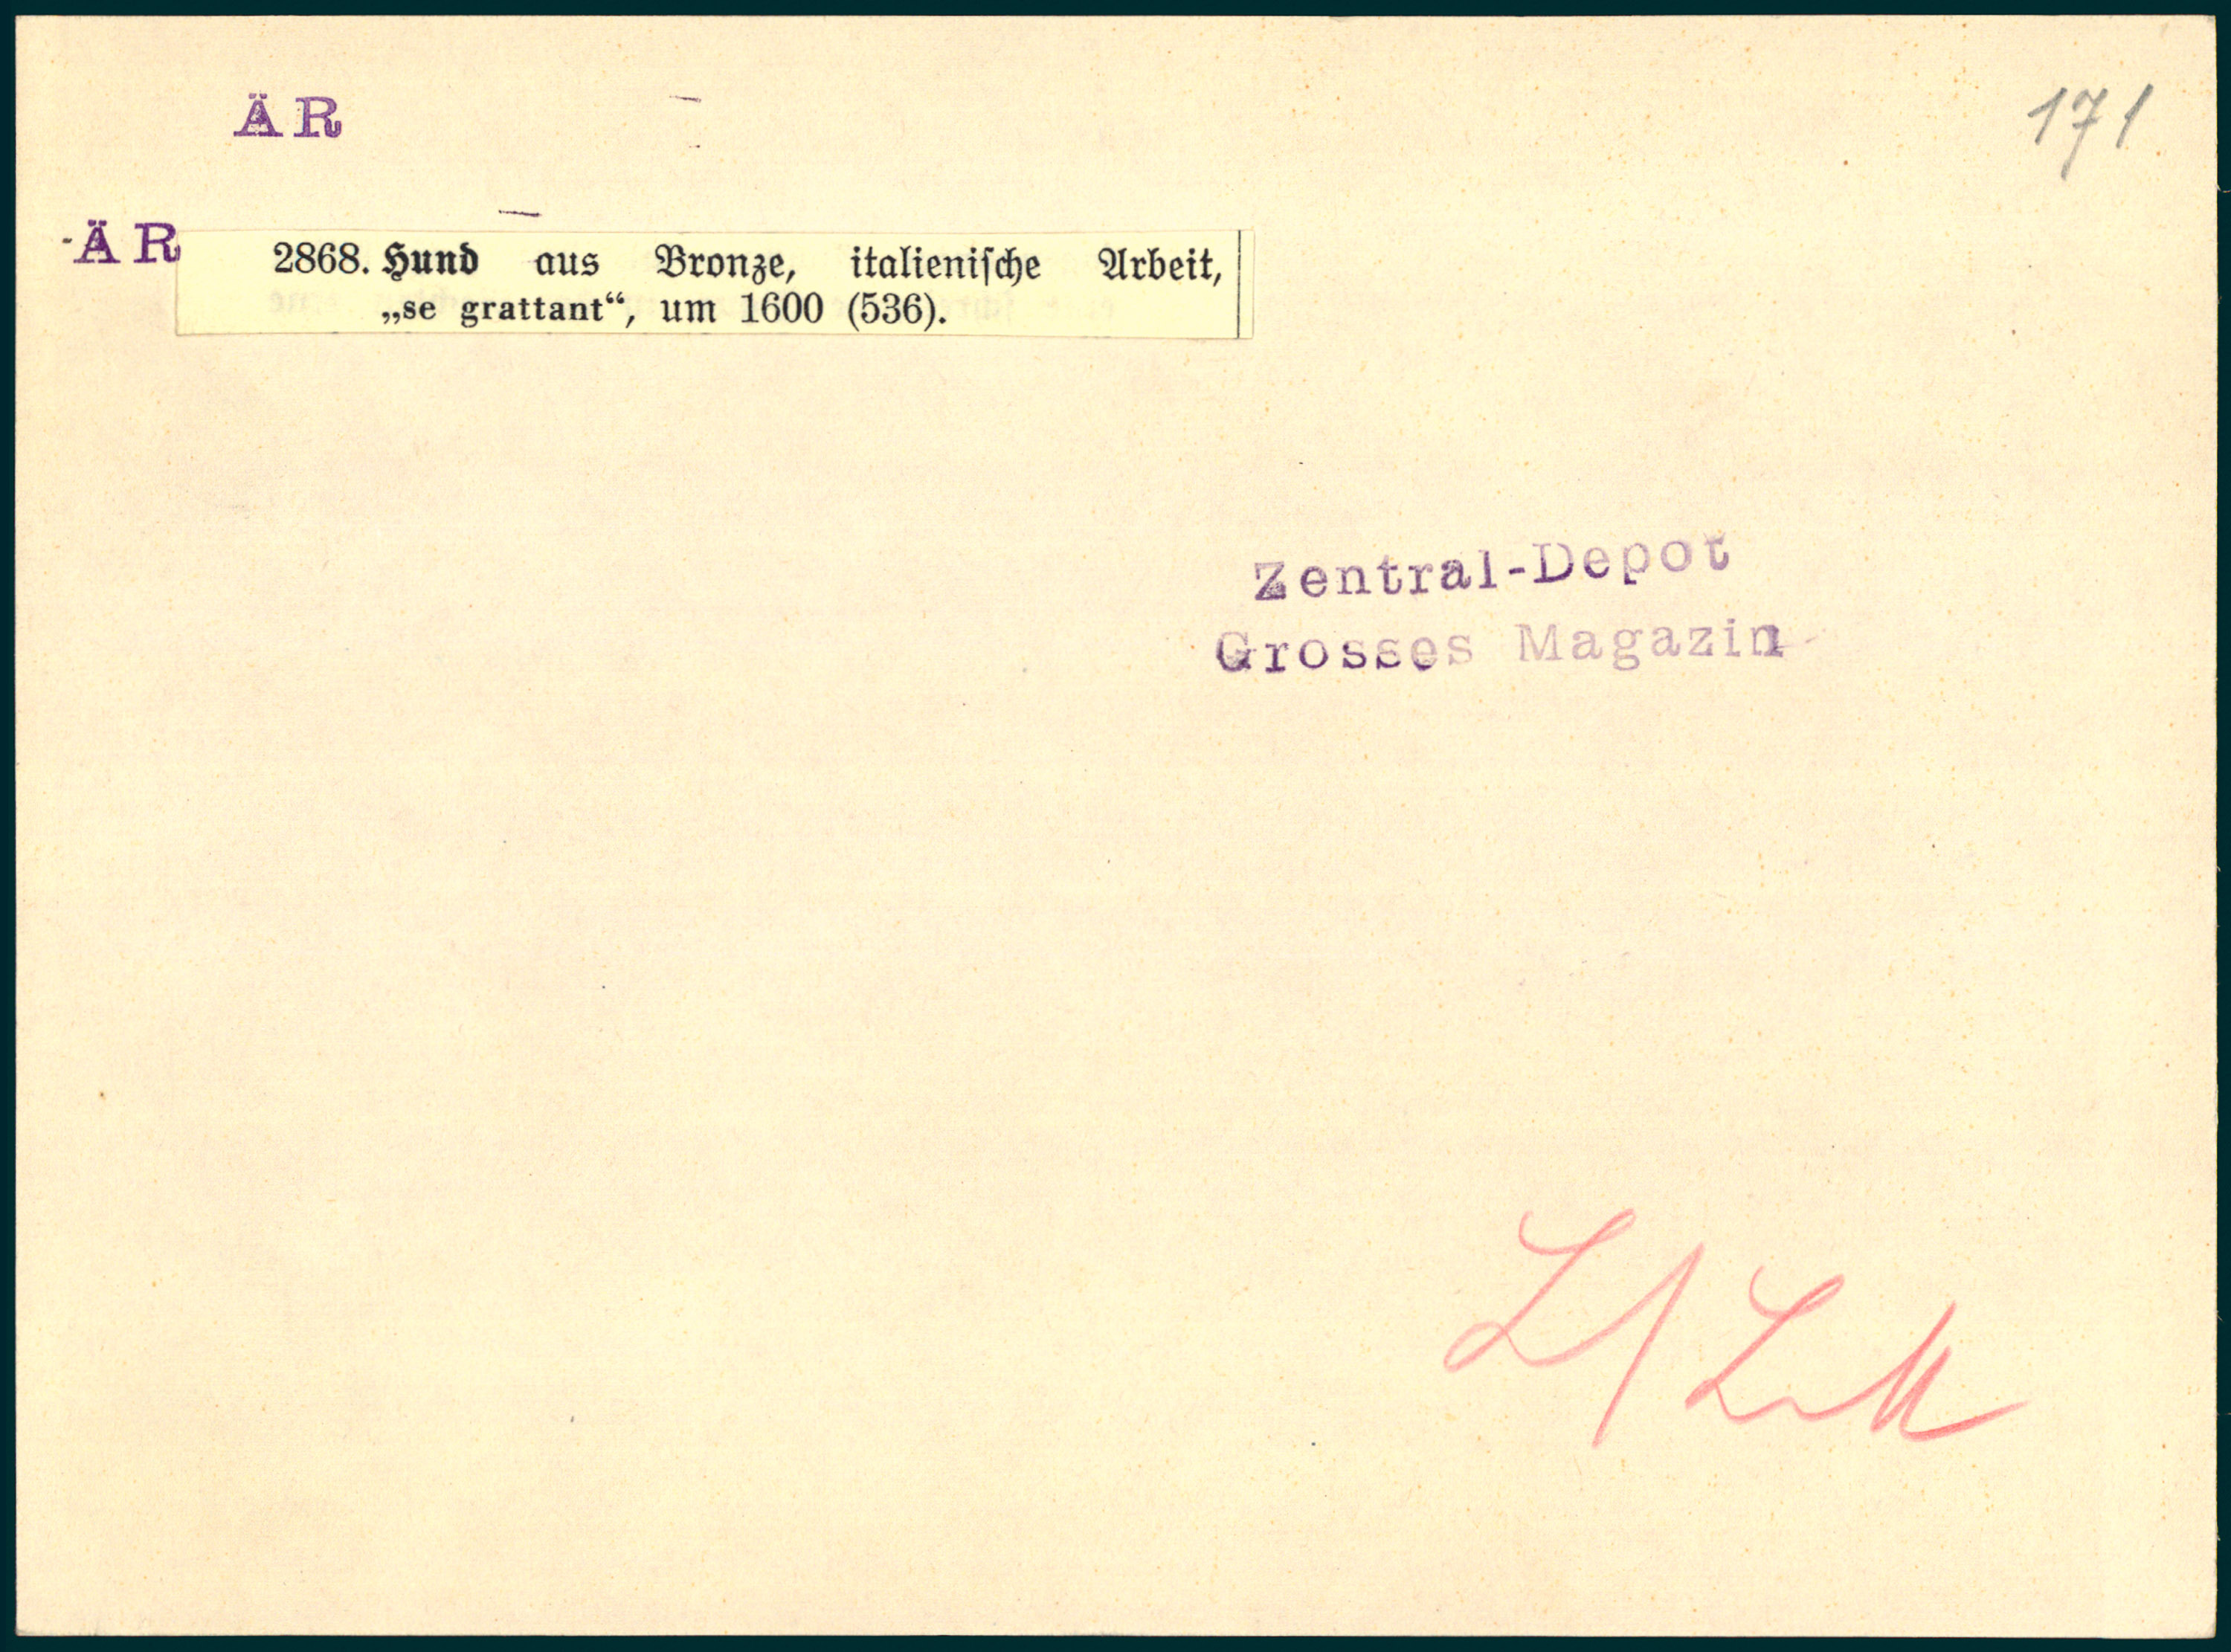 ÄR
171
ÄR
2868. Hund aus Bronze, italieniſche Arbeit,
„se grattant“, um 1600 (536).
Zentral-Depot
Grosses Magazin